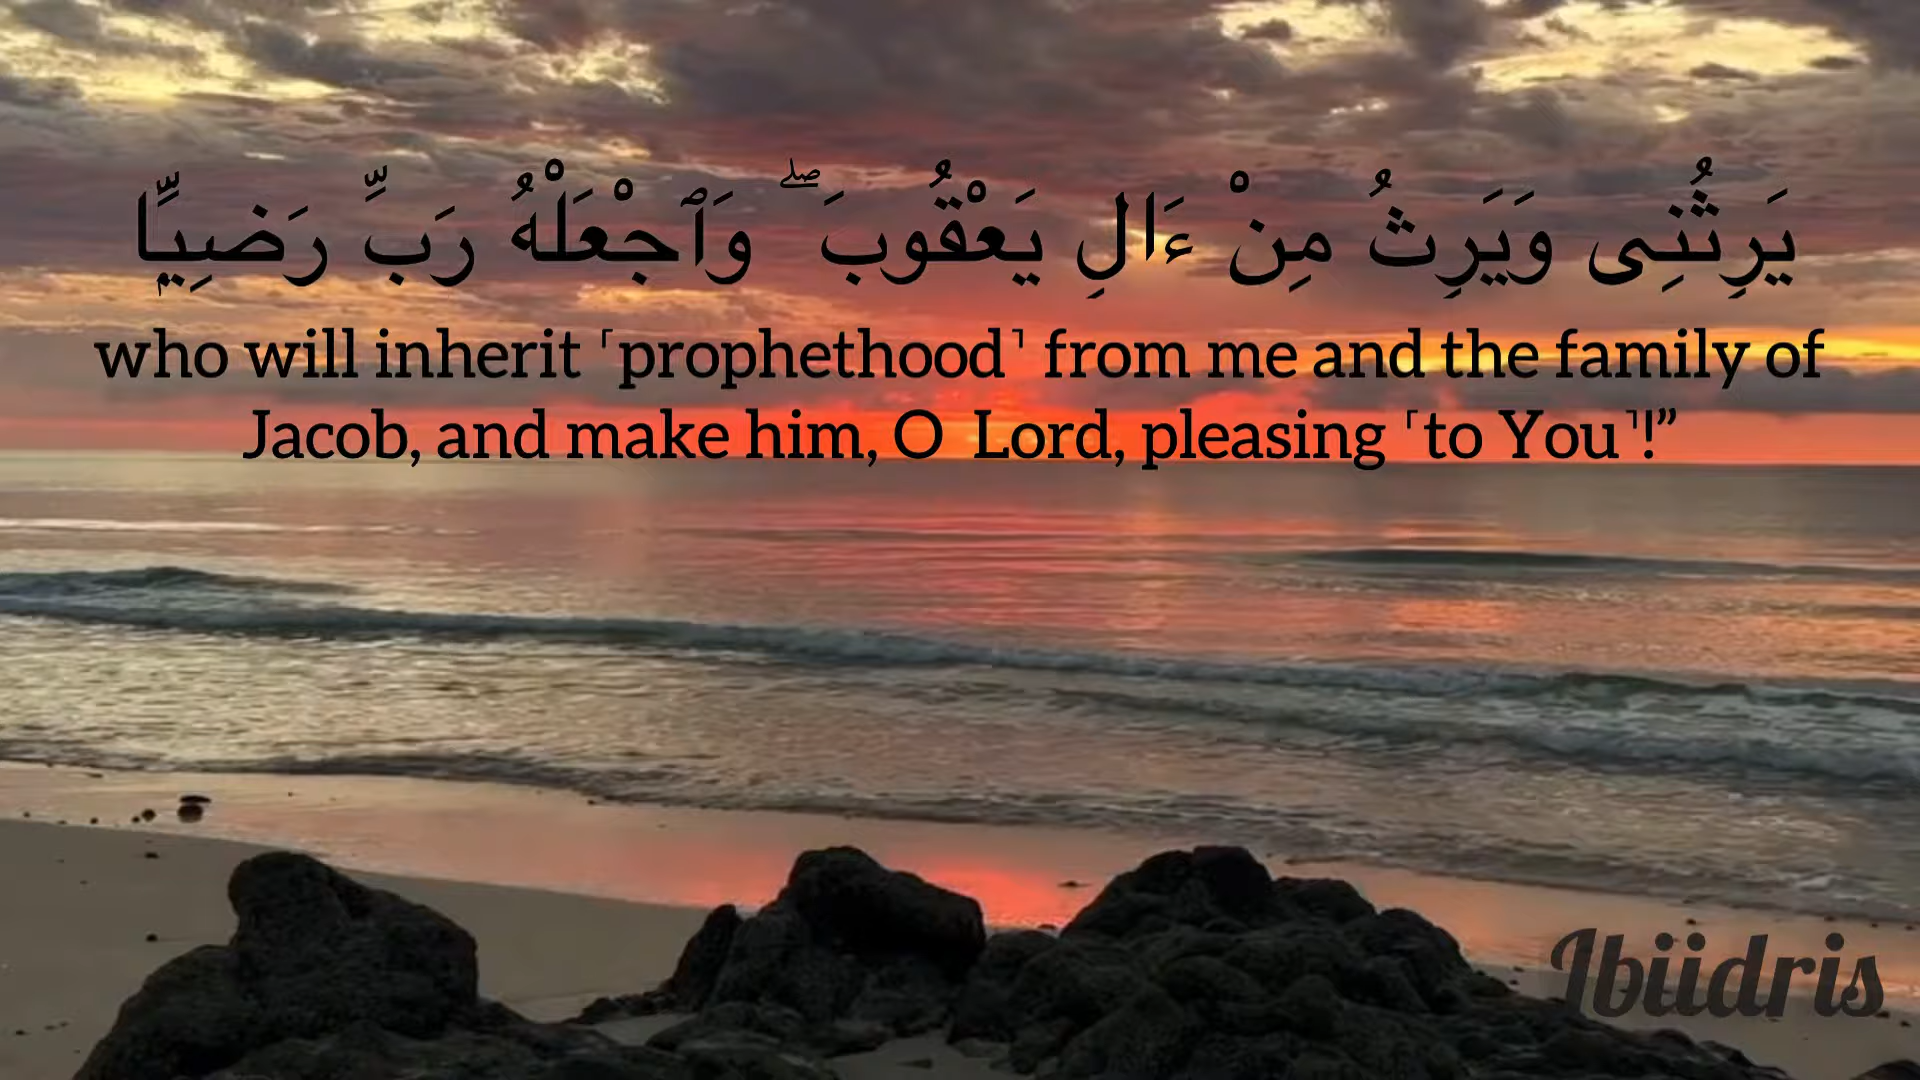 يَرِثُنِى وَيَرِثُ مِنْ ءَالِ يَعْقُوبَ ۖ وَٱجْعَلْهُ رَبِّ رَضِيًّۭا
who will inherit ˹prophethood˺ from me and the family of
Jacob, and make him, O Lord, pleasing ˹to You˺!”
Ibiidris